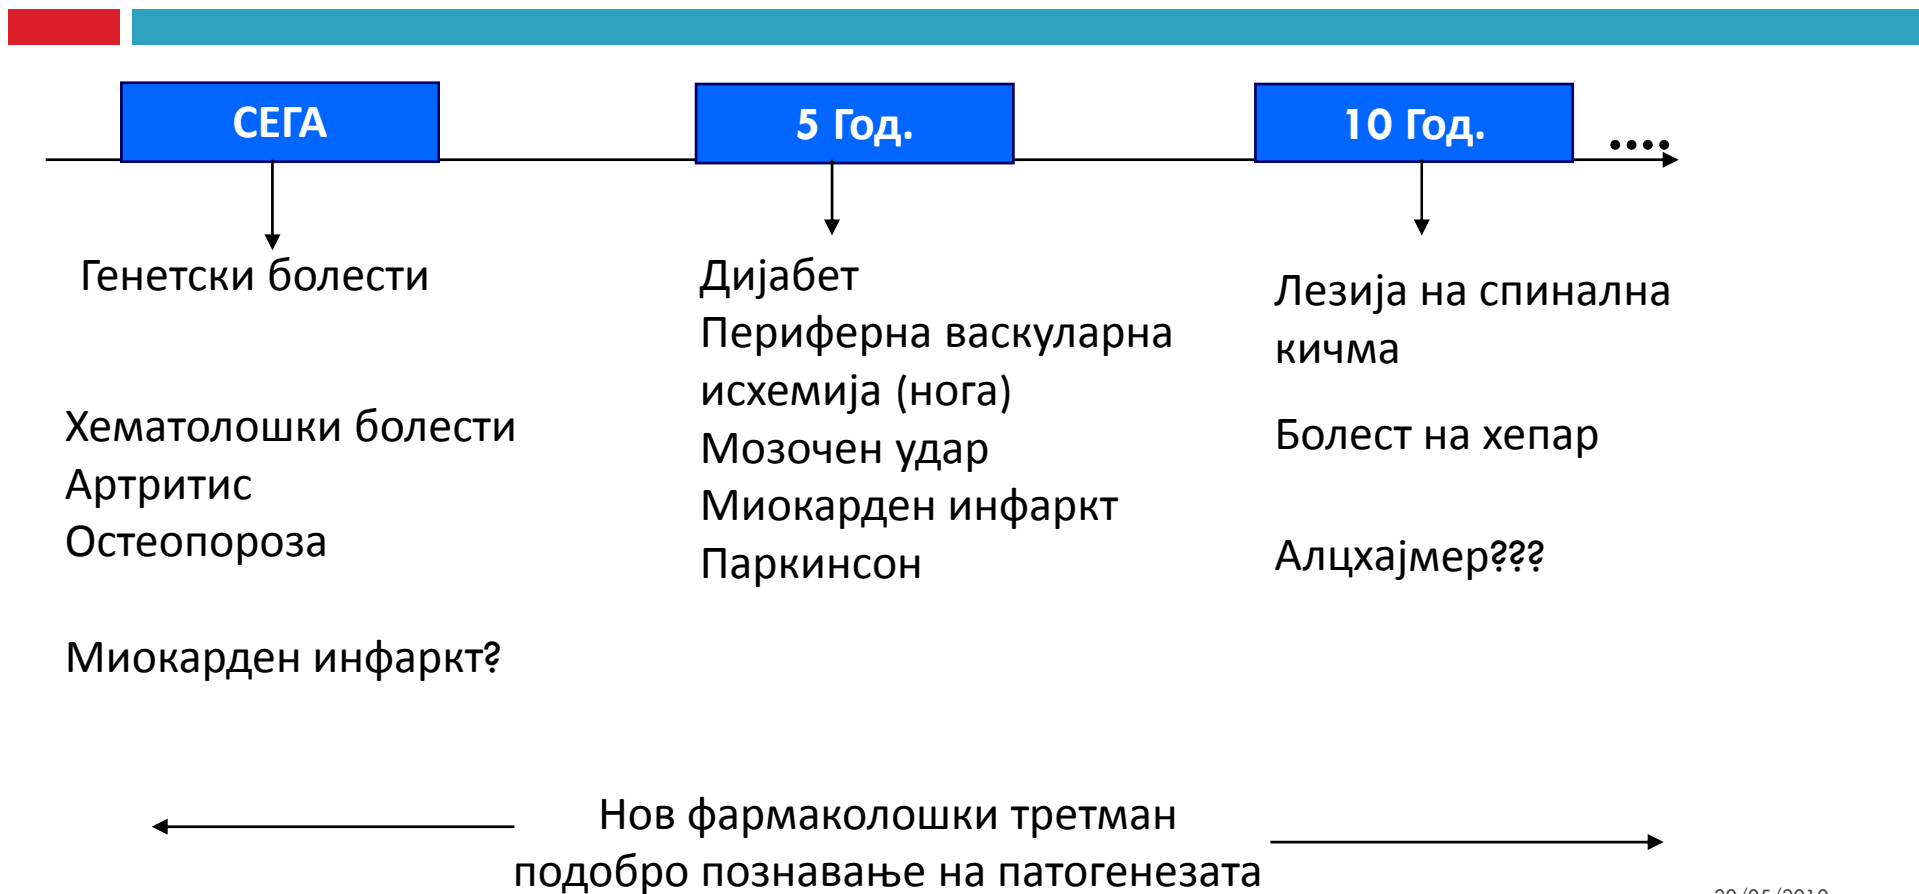 СЕГА
5 Год.
10 Год.
....
Генетски болести
Хематолошки болести
Артритис
Остеопороза
Миокарден инфаркт?
Дијабет
Периферна васкуларна
исхемија (нога)
Мозочен удар
Миокарден инфаркт
Паркинсон
Лезија на спинална
кичма
Болест на хепар
Алцхајмер???
Нов фармаколошки третман
подобро познавање на патогенезата